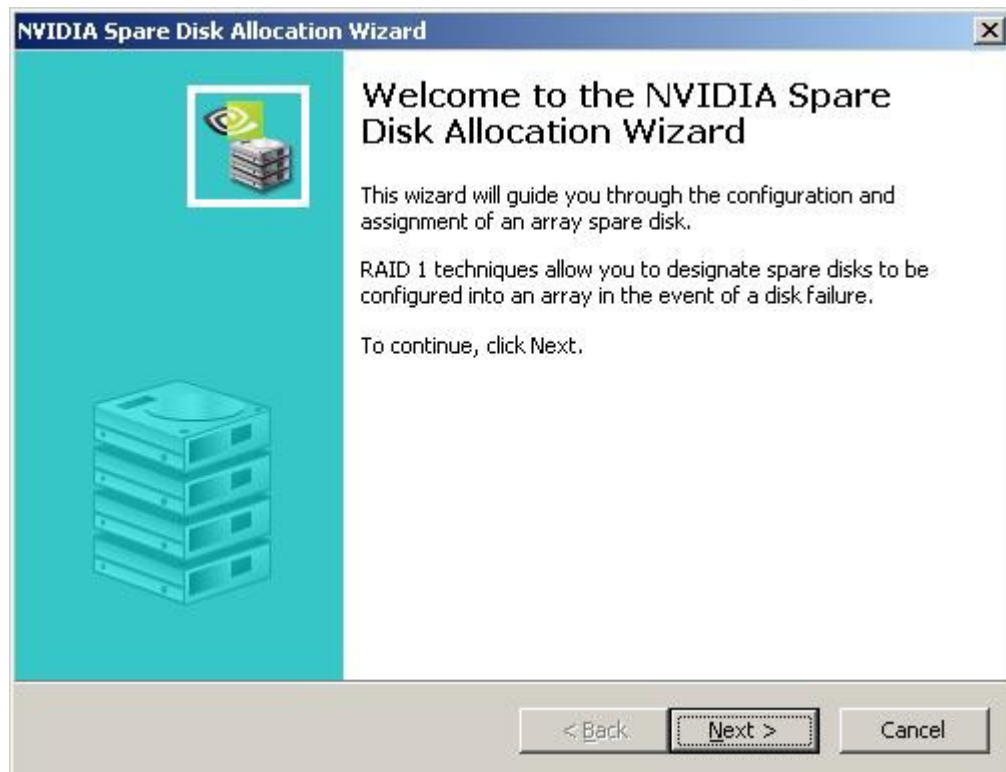 NVIDIA Spare Disk Allocation Wizard
Welcome to the NVIDIA Spare
Disk Allocation Wizard
This wizard will guide you through the configuration and
assignment of an array spare disk.
RAID 1 techniques allow you to designate spare disks to be
configured into an array in the event of a disk failure.
To continue, click Next.
< Back
Next >
Cancel